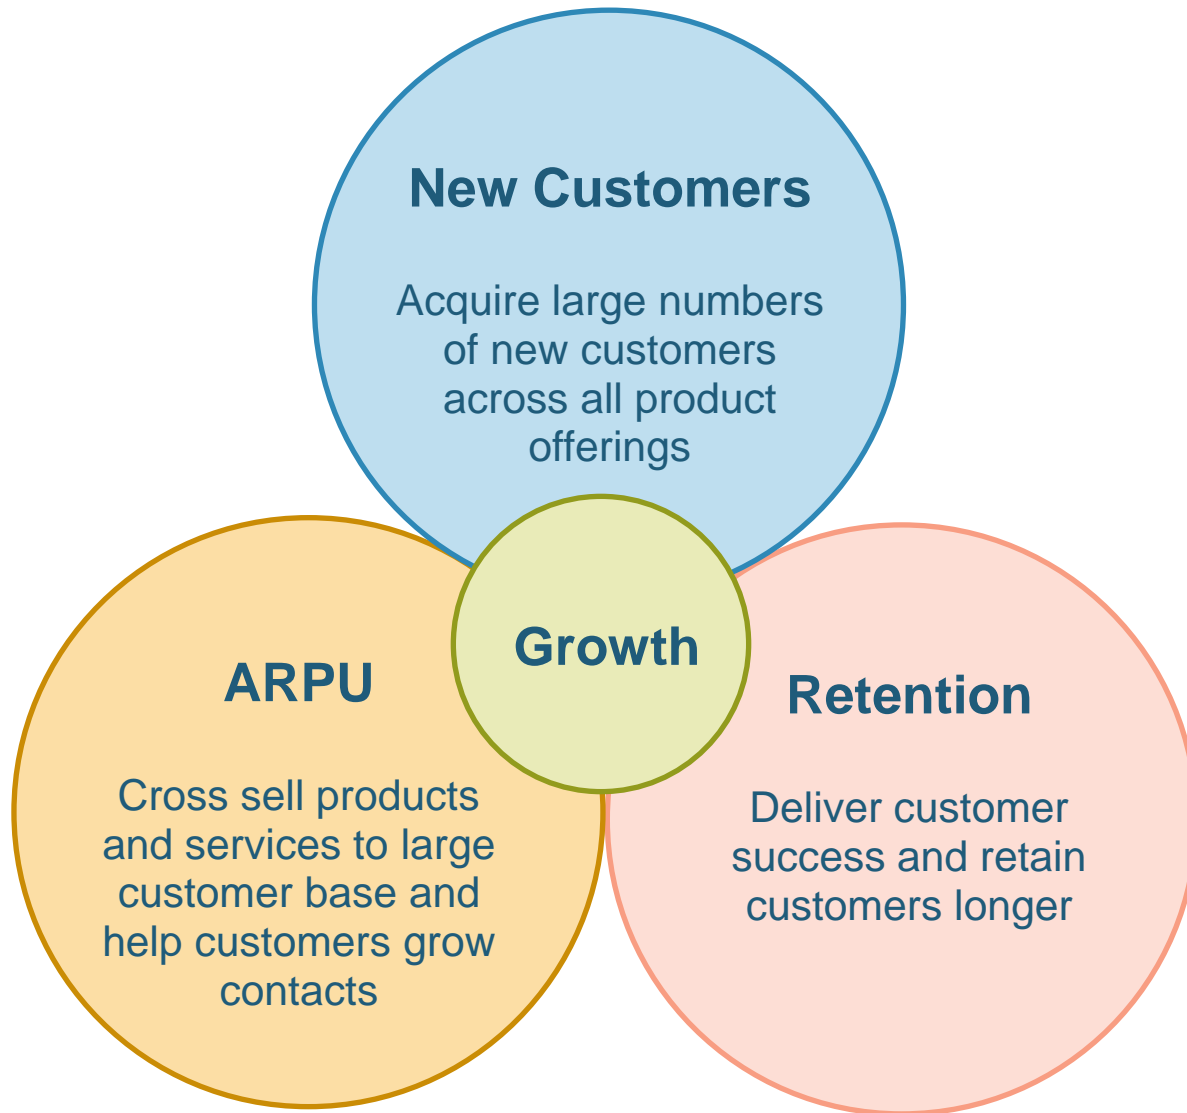 New Customers
Acquire large numbers
of new customers
across all product
offerings
Growth
ARPU
Cross sell products
and services to large
customer base and
help customers grow
contacts
Retention
Deliver customer
success and retain
customers longer